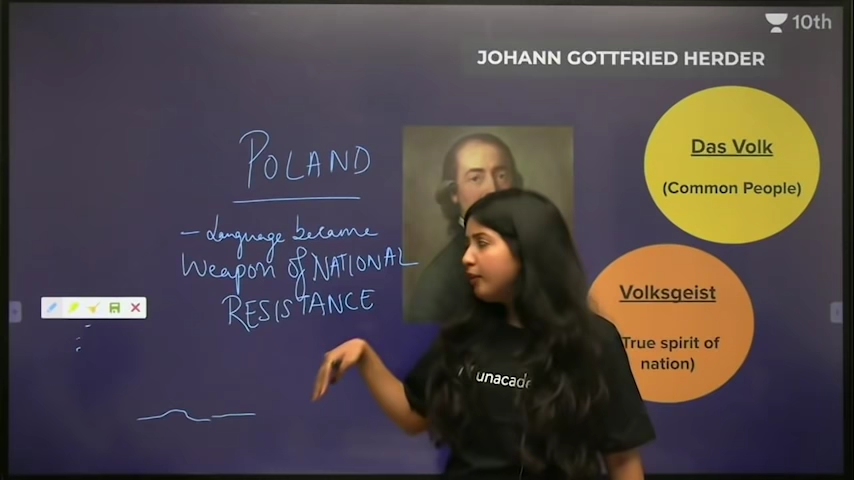 10th
JOHANN GOTTFRIED HERDER
POLAND
- Language became
Weapon of NATIONAL
RESISTANCE
Das Volk
(Common People)
Volksgeist
True spirit of
nation)
unacade